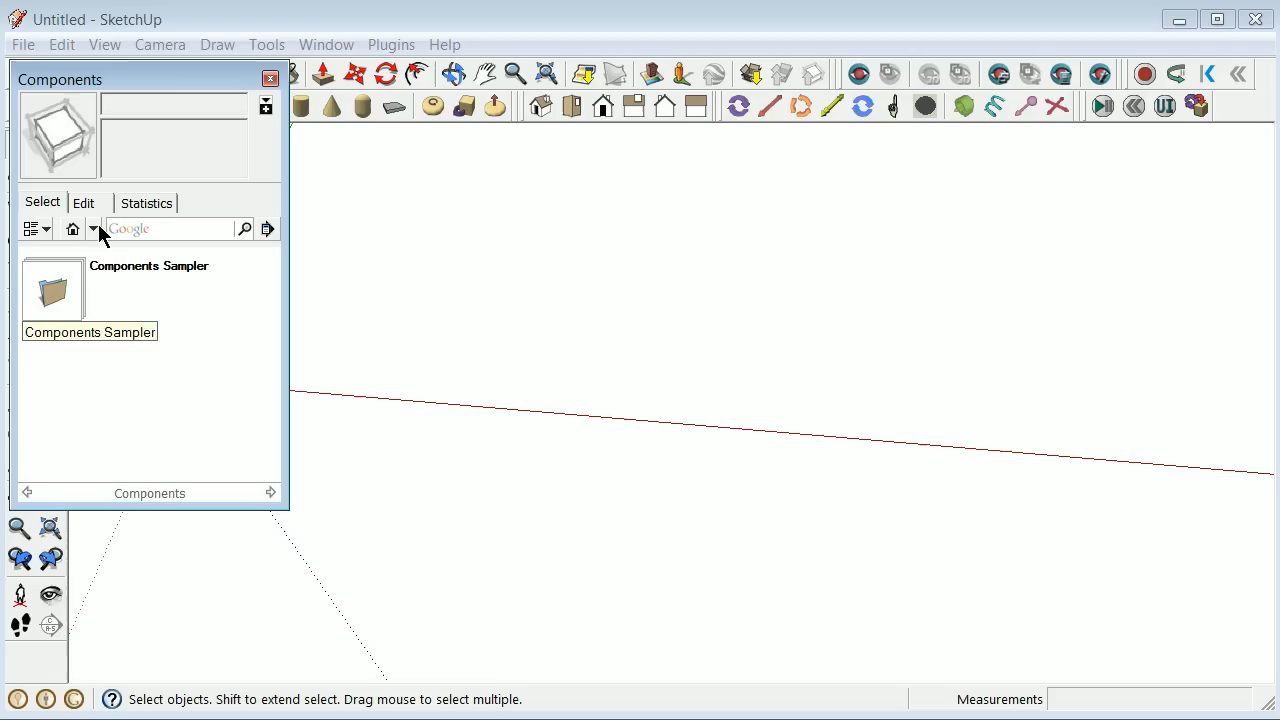 Untitled - SketchUp
File Edit View Camera Draw Tools Window Plugins Help
Components
Select Edit Statistics
Google
Components Sampler
Components Sampler
Components
Select objects. Shift to extend select. Drag mouse to select multiple.
Measurements